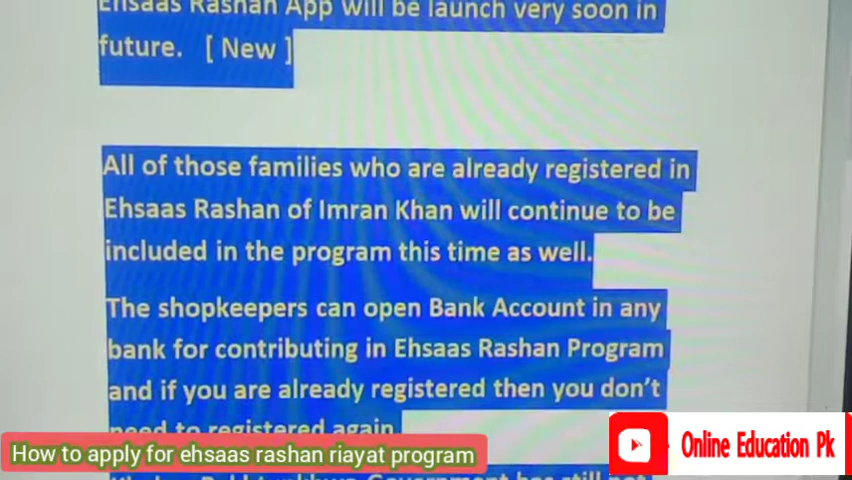 Ehsaas Rashan App will be launch very soon in
future. [ New ]
All of those families who are already registered in
Ehsaas Rashan of Imran Khan will continue to be
included in the program this time as well.
The shopkeepers can open Bank Account in any
bank for contributing in Ehsaas Rashan Program
and if you are already registered then you don't
need to registered again
Government has still not
How to apply for ehsaas rashan riayat program
Online Education Pk